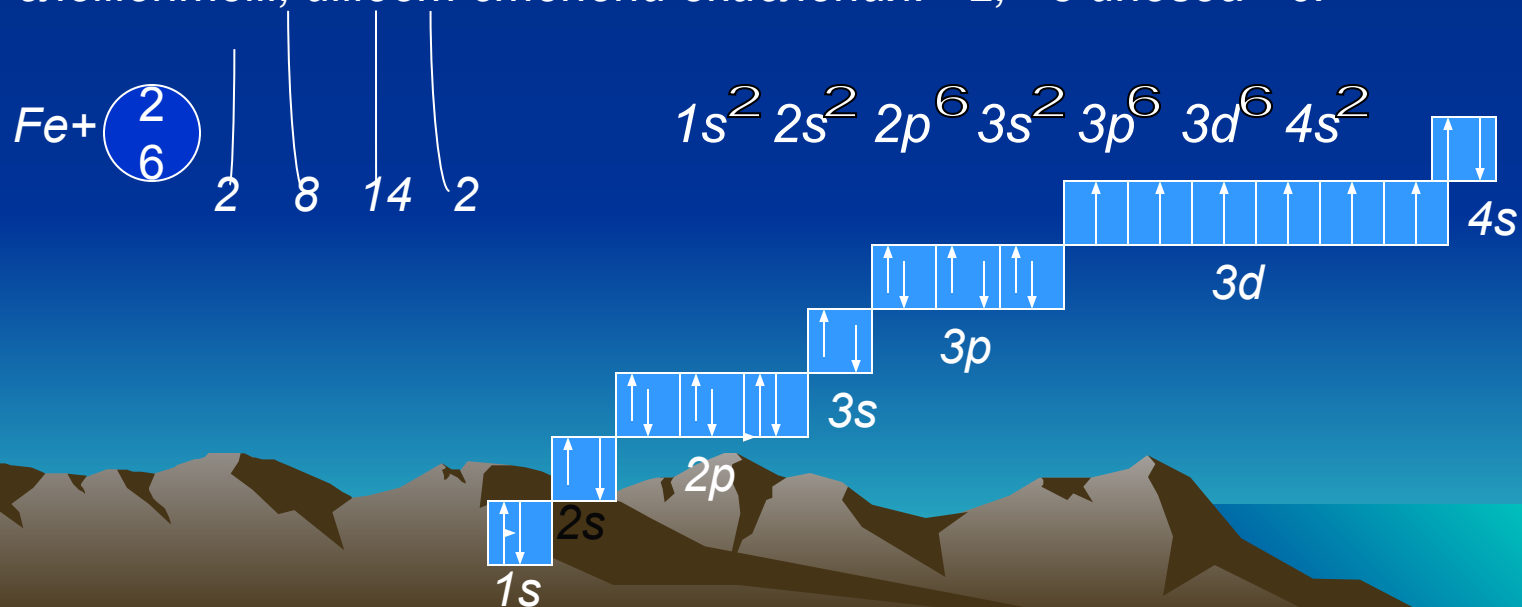 Fe+ 26 2 8 14 2
1s² 2s² 2p⁶ 3s² 3p⁶ 3d⁶ 4s²
4s
3d
3p
3s
2p
2s
1s